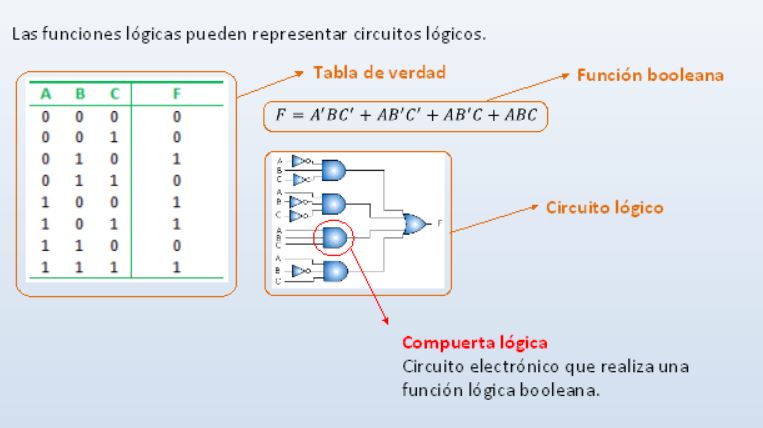 Las funciones lógicas pueden representar circuitos lógicos.
Tabla de verdad
Función booleana
A B C F
0 0 0 0
0 0 1 0
0 1 0 1
0 1 1 0
1 0 0 1
1 0 1 1
1 1 0 0
1 1 1 1
F = A'BC' + AB'C' + AB'C + ABC
A
B
C
A
B
C
A
B
C
A
B
C
F
Circuito lógico
Compuerta lógica
Circuito electrónico que realiza una
función lógica booleana.